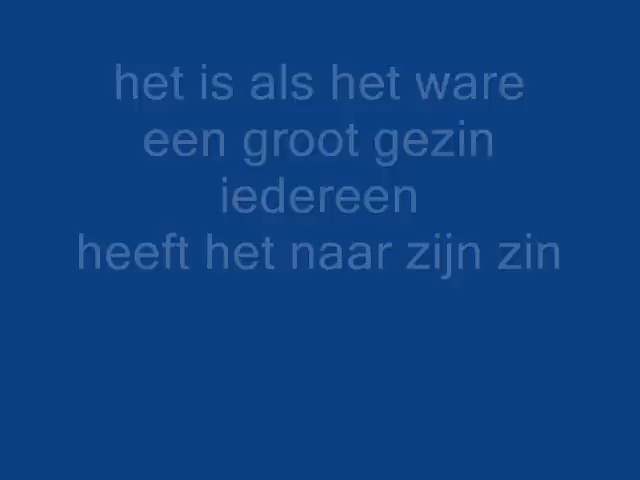 het is als het ware
een groot gezin
iedereen
heeft het naar zijn zin